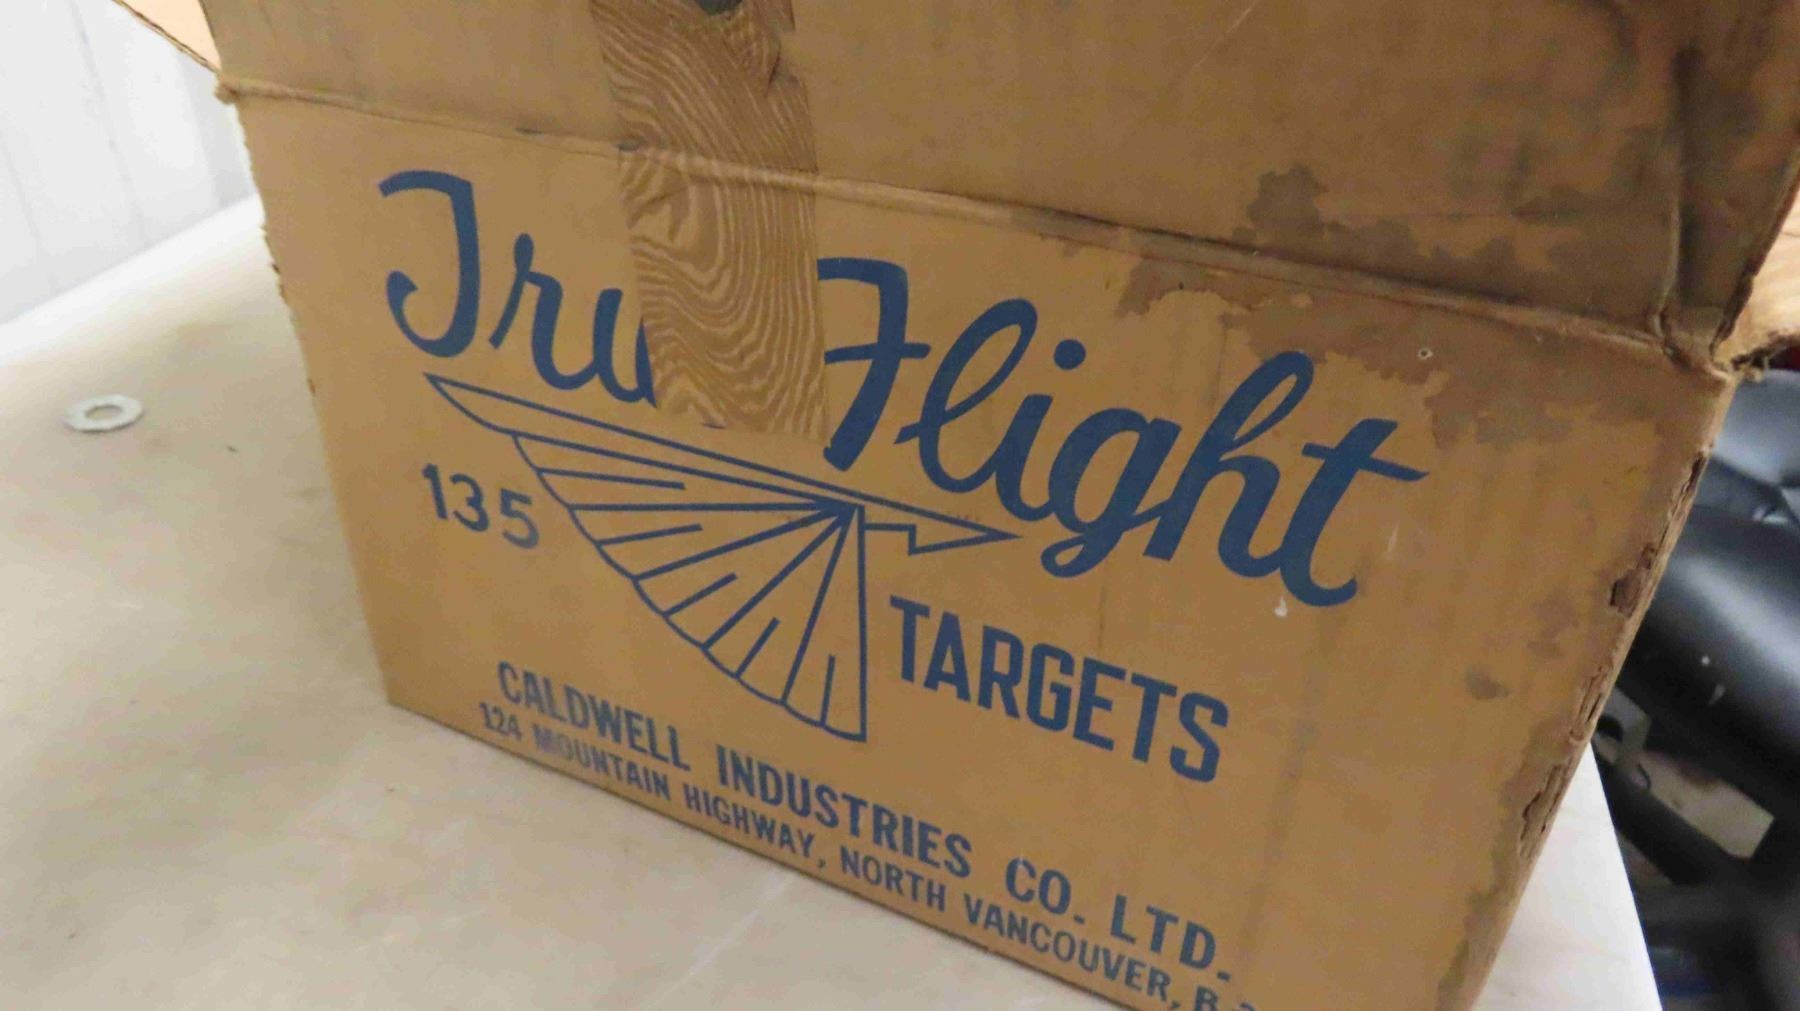 Tru Flight
135
TARGETS
CALDWELL INDUSTRIES CO. LTD.
124 MOUNTAIN HIGHWAY, NORTH VANCOUVER, B.